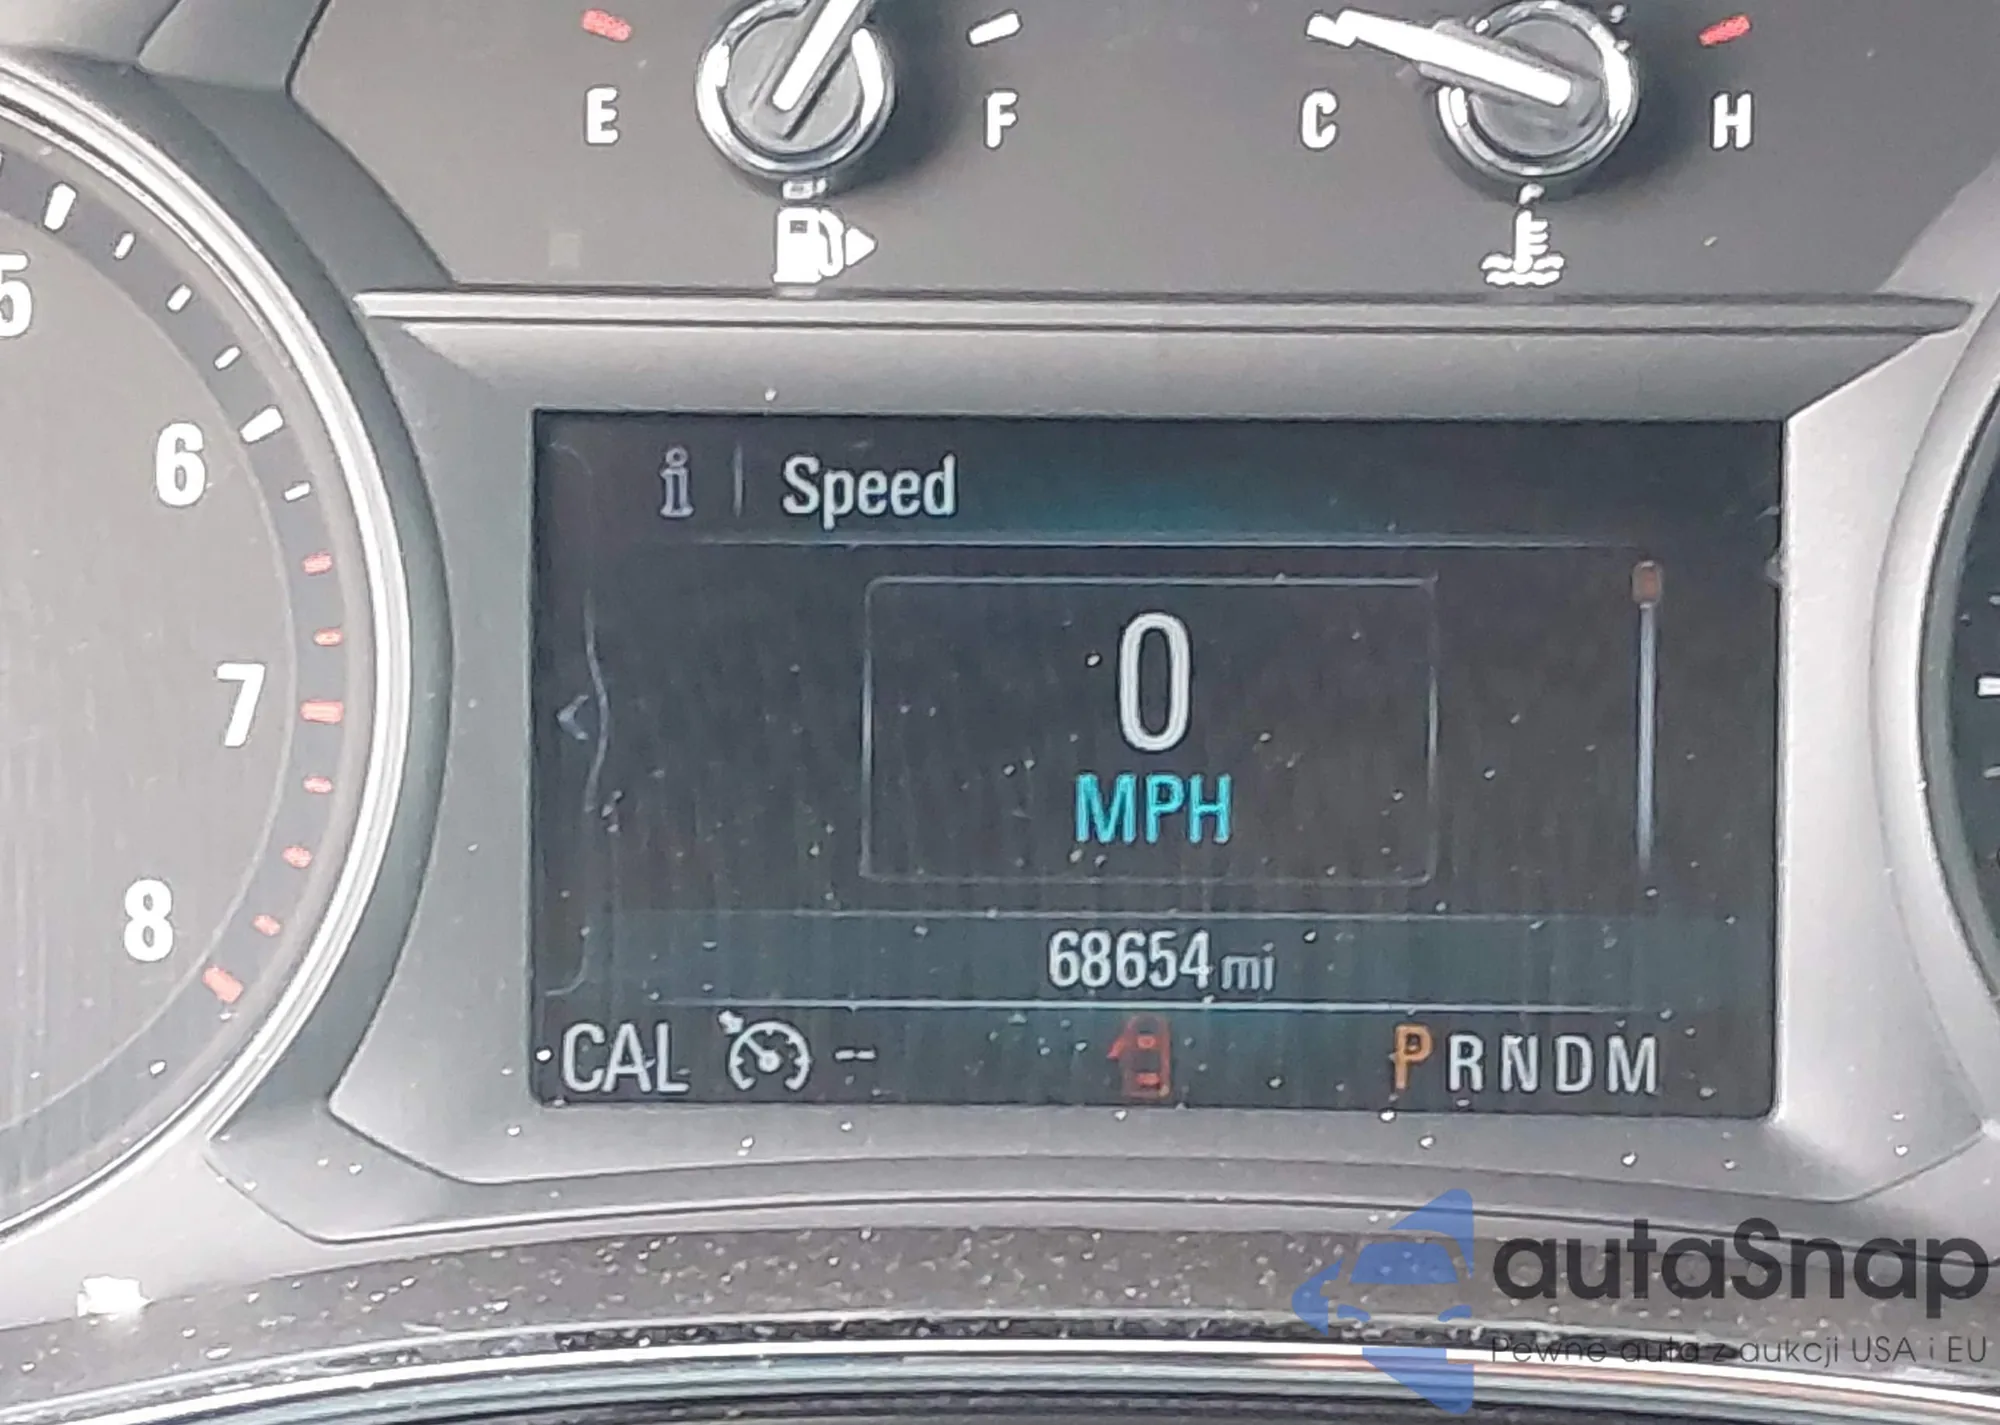 E F C H
5
6
7
8
i | Speed
0
MPH
68654 mi
CAL -- PRNDM
autaSnap
Pewne auta z aukcji USA i EU